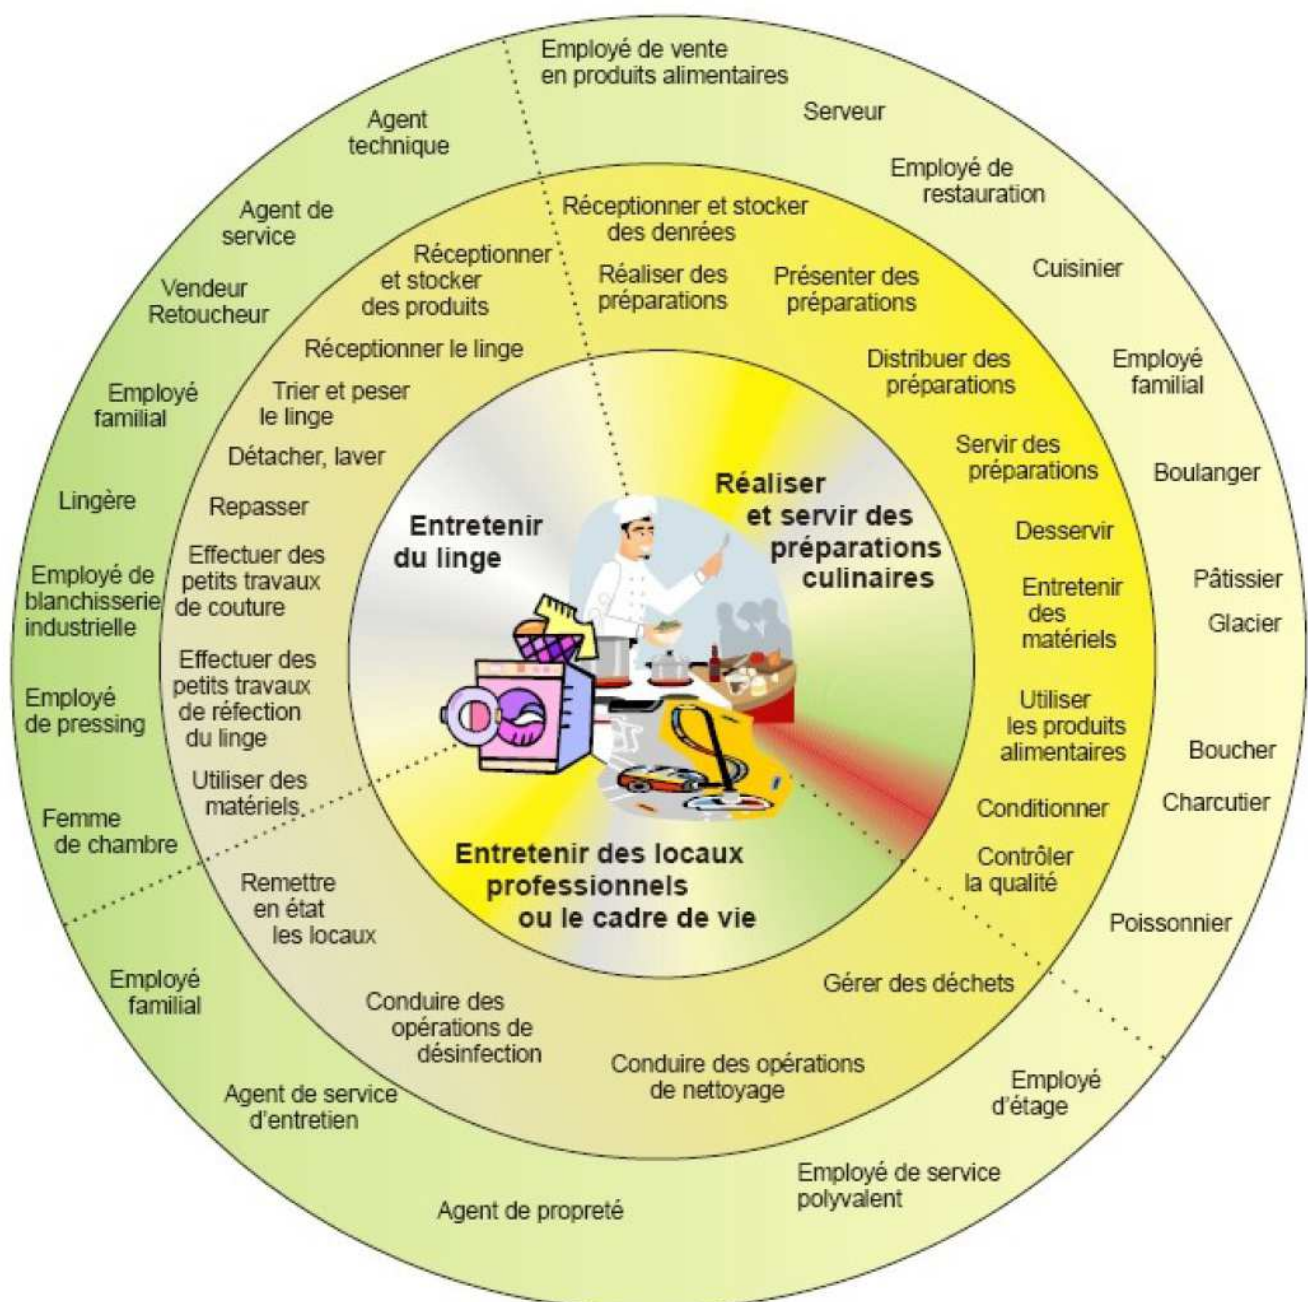 Employé de vente
en produits alimentaires
Serveur
Employé de
restauration
Cuisinier
Employé
familial
Boulanger
Pâtissier
Glacier
Boucher
Charcutier
Poissonnier
Réceptionner et stocker
des denrées
Réaliser des
préparations
Présenter des
préparations
Distribuer des
préparations
Servir des
préparations
Desservir
Entretenir
des
matériels
Utiliser
les produits
alimentaires
Conditionner
Contrôler
la qualité
Réaliser
et servir des
préparations
culinaires
Agent
technique
Agent de
service
Vendeur
Retoucheur
Employé
familial
Lingère
Employé de
blanchisserie
industrielle
Employé
de pressing
Femme
de chambre
Réceptionner
et stocker
des produits
Réceptionner le linge
Trier et peser
le linge
Détacher, laver
Repasser
Effectuer des
petits travaux
de couture
Effectuer des
petits travaux
de réfection
du linge
Utiliser des
matériels
Entretenir
du linge
Entretenir des locaux
professionnels
ou le cadre de vie
Remettre
en état
les locaux
Conduire des
opérations de
désinfection
Conduire des opérations
de nettoyage
Gérer des déchets
Employé
familial
Agent de service
d'entretien
Agent de propreté
Employé de service
polyvalent
Employé
d'étage